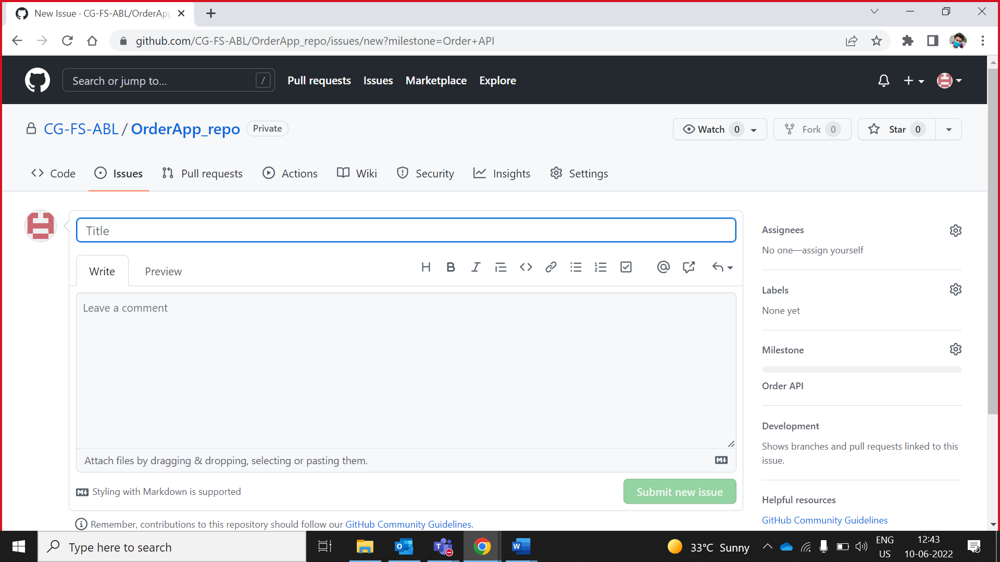 New Issue · CG-FS-ABL/OrderApp
github.com/CG-FS-ABL/OrderApp_repo/issues/new?milestone=Order+API
Search or jump to... /
Pull requests Issues Marketplace Explore
CG-FS-ABL / OrderApp_repo Private
Watch 0 Fork 0 Star 0
Code Issues Pull requests Actions Wiki Security Insights Settings
Title
Write Preview
Leave a comment
Attach files by dragging & dropping, selecting or pasting them.
Styling with Markdown is supported
Submit new issue
Remember, contributions to this repository should follow our GitHub Community Guidelines.
Assignees
No one—assign yourself
Labels
None yet
Milestone
Order API
Development
Shows branches and pull requests linked to this
issue.
Helpful resources
GitHub Community Guidelines
Type here to search
33°C Sunny
ENG
US
12:43
10-06-2022